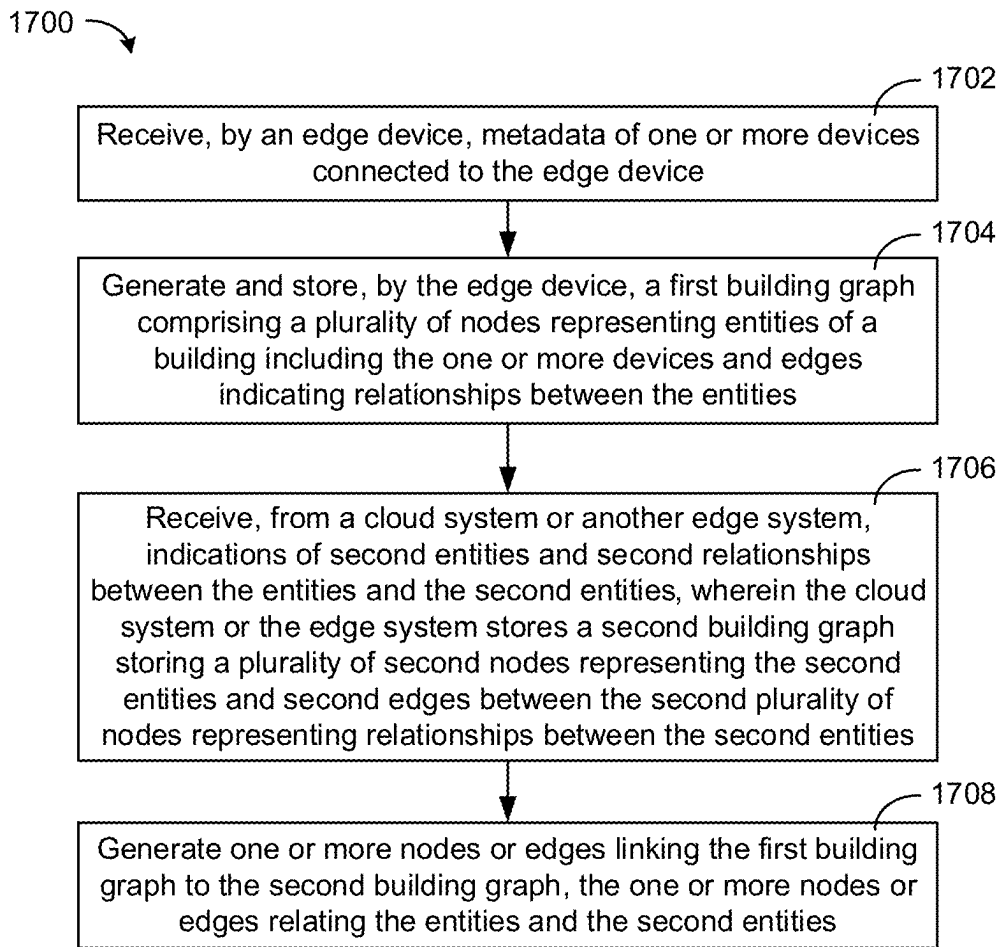 1700
1702
Receive, by an edge device, metadata of one or more devices
connected to the edge device
1704
Generate and store, by the edge device, a first building graph
comprising a plurality of nodes representing entities of a
building including the one or more devices and edges
indicating relationships between the entities
1706
Receive, from a cloud system or another edge system,
indications of second entities and second relationships
between the entities and the second entities, wherein the cloud
system or the edge system stores a second building graph
storing a plurality of second nodes representing the second
entities and second edges between the second plurality of
nodes representing relationships between the second entities
1708
Generate one or more nodes or edges linking the first building
graph to the second building graph, the one or more nodes or
edges relating the entities and the second entities